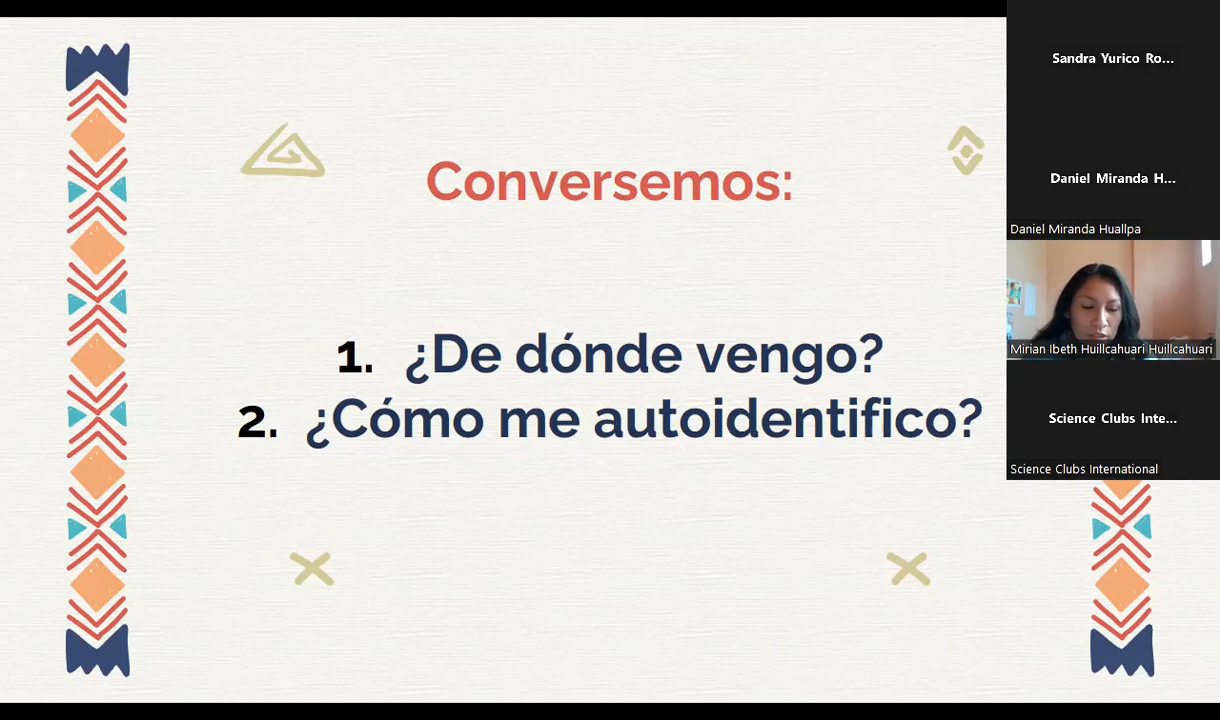 Conversemos:
1. ¿De dónde vengo?
2. ¿Cómo me autoidentifico?
Sandra Yurico Ro...
Daniel Miranda H...
Daniel Miranda Huallpa
Mirian Ibeth Huillcahuari Huillcahuari
Science Clubs Inte...
Science Clubs International